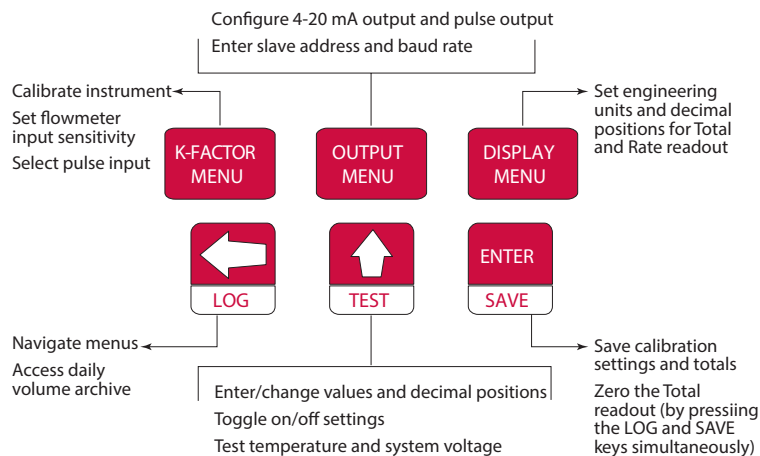 Configure 4-20 mA output and pulse output
Enter slave address and baud rate
Calibrate instrument
Set flowmeter
input sensitivity
Select pulse input
Set engineering
units and decimal
positions for Total
and Rate readout
K-FACTOR
MENU
OUTPUT
MENU
DISPLAY
MENU
ENTER
LOG
TEST
SAVE
Navigate menus
Access daily
volume archive
Enter/change values and decimal positions
Toggle on/off settings
Test temperature and system voltage
Save calibration
settings and totals
Zero the Total
readout (by pressiing
the LOG and SAVE
keys simultaneously)